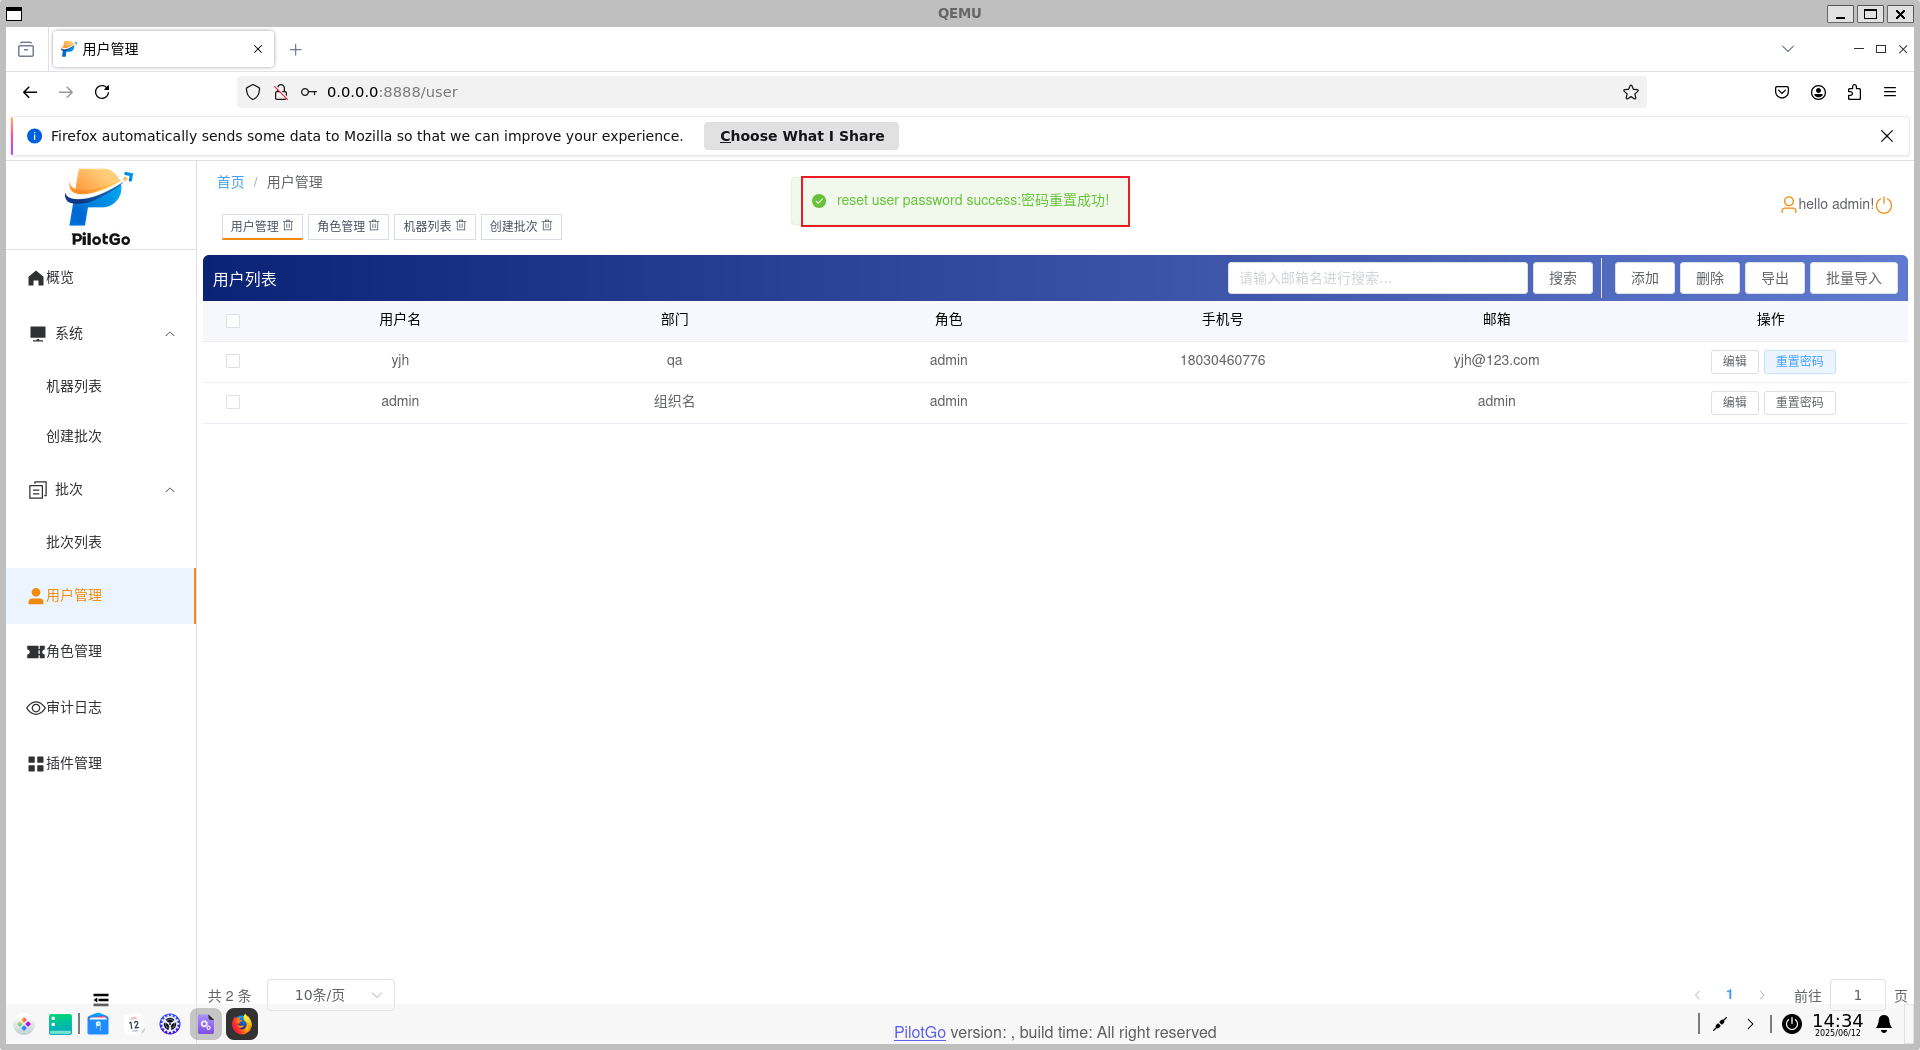 QEMU
用户管理
0.0.0.0:8888/user
Firefox automatically sends some data to Mozilla so that we can improve your experience. Choose What I Share
PilotGo
首页 / 用户管理
reset user password success:密码重置成功!
hello admin!
用户管理 角色管理 机器列表 创建批次
用户列表 请输入邮箱名进行搜索... 搜索 添加 删除 导出 批量导入
用户名 部门 角色 手机号 邮箱 操作
yjh qa admin 18030460776 yjh@123.com 编辑 重置密码
admin 组织名 admin admin 编辑 重置密码
概览
系统
机器列表
创建批次
批次
批次列表
用户管理
角色管理
审计日志
插件管理
共 2 条 10条/页 1 前往 1 页
PilotGo version: , build time: All right reserved
12
14:34
2025/06/12